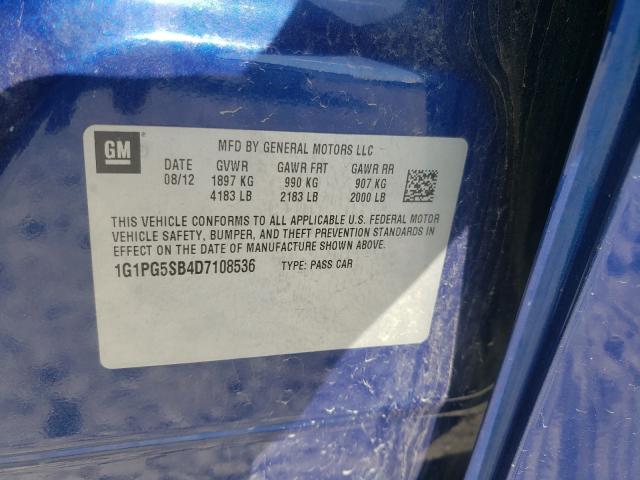 GM
MFD BY GENERAL MOTORS LLC
DATE GVWR GAWR FRT GAWR RR
08/12 1897 KG 990 KG 907 KG
4183 LB 2183 LB 2000 LB
THIS VEHICLE CONFORMS TO ALL APPLICABLE U.S. FEDERAL MOTOR
VEHICLE SAFETY, BUMPER, AND THEFT PREVENTION STANDARDS IN
EFFECT ON THE DATE OF MANUFACTURE SHOWN ABOVE.
1G1PG5SB4D7108536 TYPE: PASS CAR